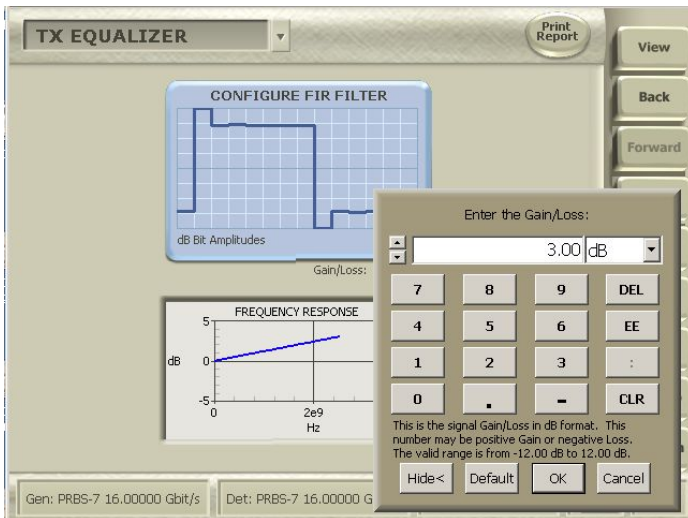 TX EQUALIZER
Print
Report
View
Back
Forward
CONFIGURE FIR FILTER
dB Bit Amplitudes
Gain/Loss:
FREQUENCY RESPONSE
5
dB
0
-5
0
2e9
Hz
Enter the Gain/Loss:
3.00 dB
7 8 9 DEL
4 5 6 EE
1 2 3 :
0 . - CLR
This is the signal Gain/Loss in dB format. This
number may be positive Gain or negative Loss.
The valid range is from -12.00 dB to 12.00 dB.
Hide< Default OK Cancel
Gen: PRBS-7 16.00000 Gbit/s
Det: PRBS-7 16.00000 G